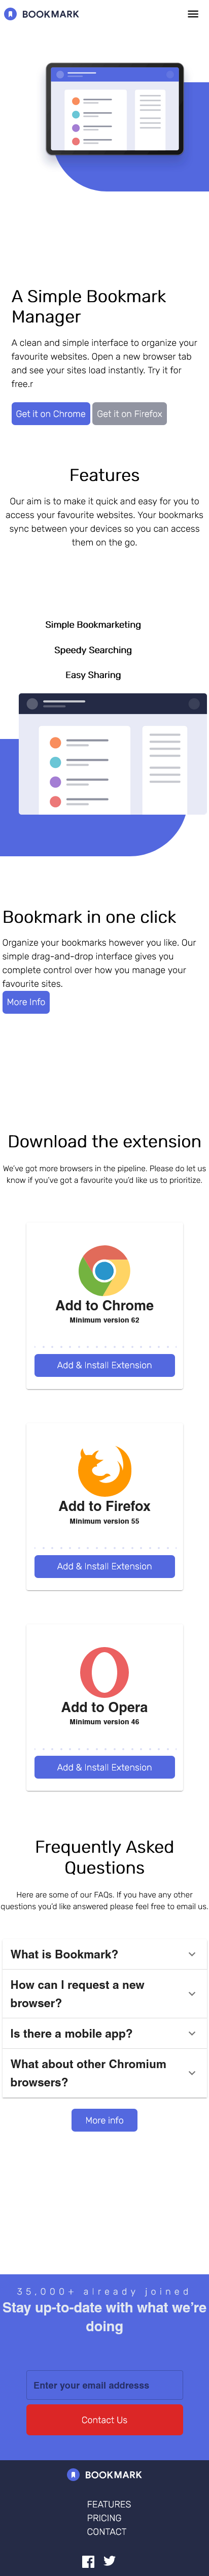 BOOKMARK
A Simple Bookmark
Manager
A clean and simple interface to organize your
favourite websites. Open a new browser tab
and see your sites load instantly. Try it for
free.r
Get it on Chrome
Get it on Firefox
Features
Our aim is to make it quick and easy for you to
access your favourite websites. Your bookmarks
sync between your devices so you can access
them on the go.
Simple Bookmarketing
Speedy Searching
Easy Sharing
Bookmark in one click
Organize your bookmarks however you like. Our
simple drag-and-drop interface gives you
complete control over how you manage your
favourite sites.
More Info
Download the extension
We've got more browsers in the pipeline. Please do let us
know if you've got a favourite you'd like us to prioritize.
Add to Chrome
Minimum version 62
Add & Install Extension
Add to Firefox
Minimum version 55
Add & Install Extension
Add to Opera
Minimum version 46
Add & Install Extension
Frequently Asked
Questions
Here are some of our FAQs. If you have any other
questions you'd like answered please feel free to email us.
What is Bookmark?
How can I request a new
browser?
Is there a mobile app?
What about other Chromium
browsers?
More info
35,000+ already joined
Stay up-to-date with what we're
doing
Enter your email addresss
Contact Us
BOOKMARK
FEATURES
PRICING
CONTACT